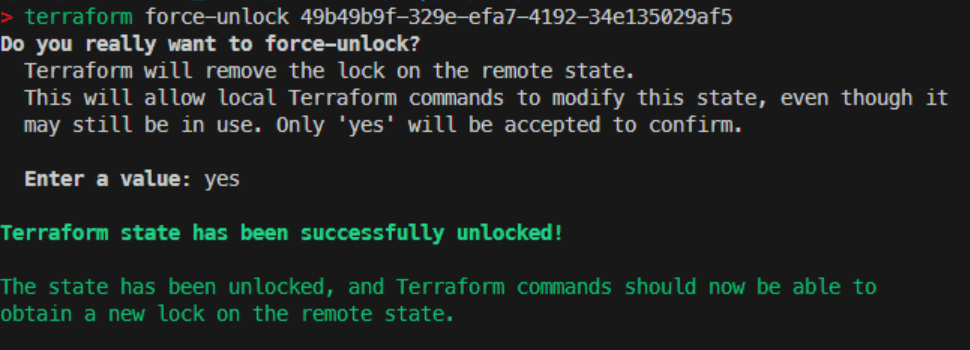 > terraform force-unlock 49b49b9f-329e-efa7-4192-34e135029af5
Do you really want to force-unlock?
Terraform will remove the lock on the remote state.
This will allow local Terraform commands to modify this state, even though it
may still be in use. Only 'yes' will be accepted to confirm.
Enter a value: yes
Terraform state has been successfully unlocked!
The state has been unlocked, and Terraform commands should now be able to
obtain a new lock on the remote state.